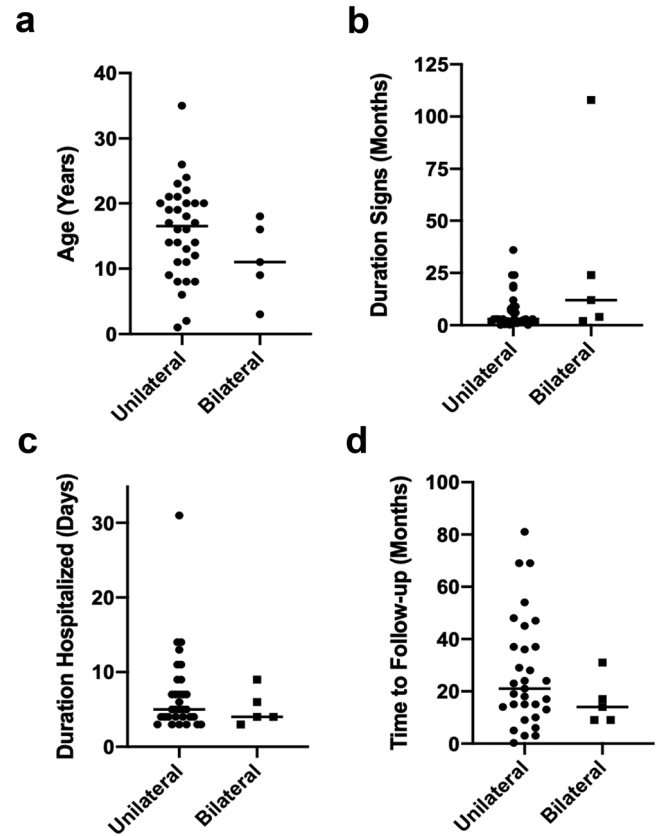 a
Age (Years)
40
30
20
10
0
Unilateral
Bilateral
b
Duration Signs (Months)
125
100
75
50
25
0
Unilateral
Bilateral
c
Duration Hospitalized (Days)
30
20
10
0
Unilateral
Bilateral
d
Time to Follow-up (Months)
100
80
60
40
20
0
Unilateral
Bilateral